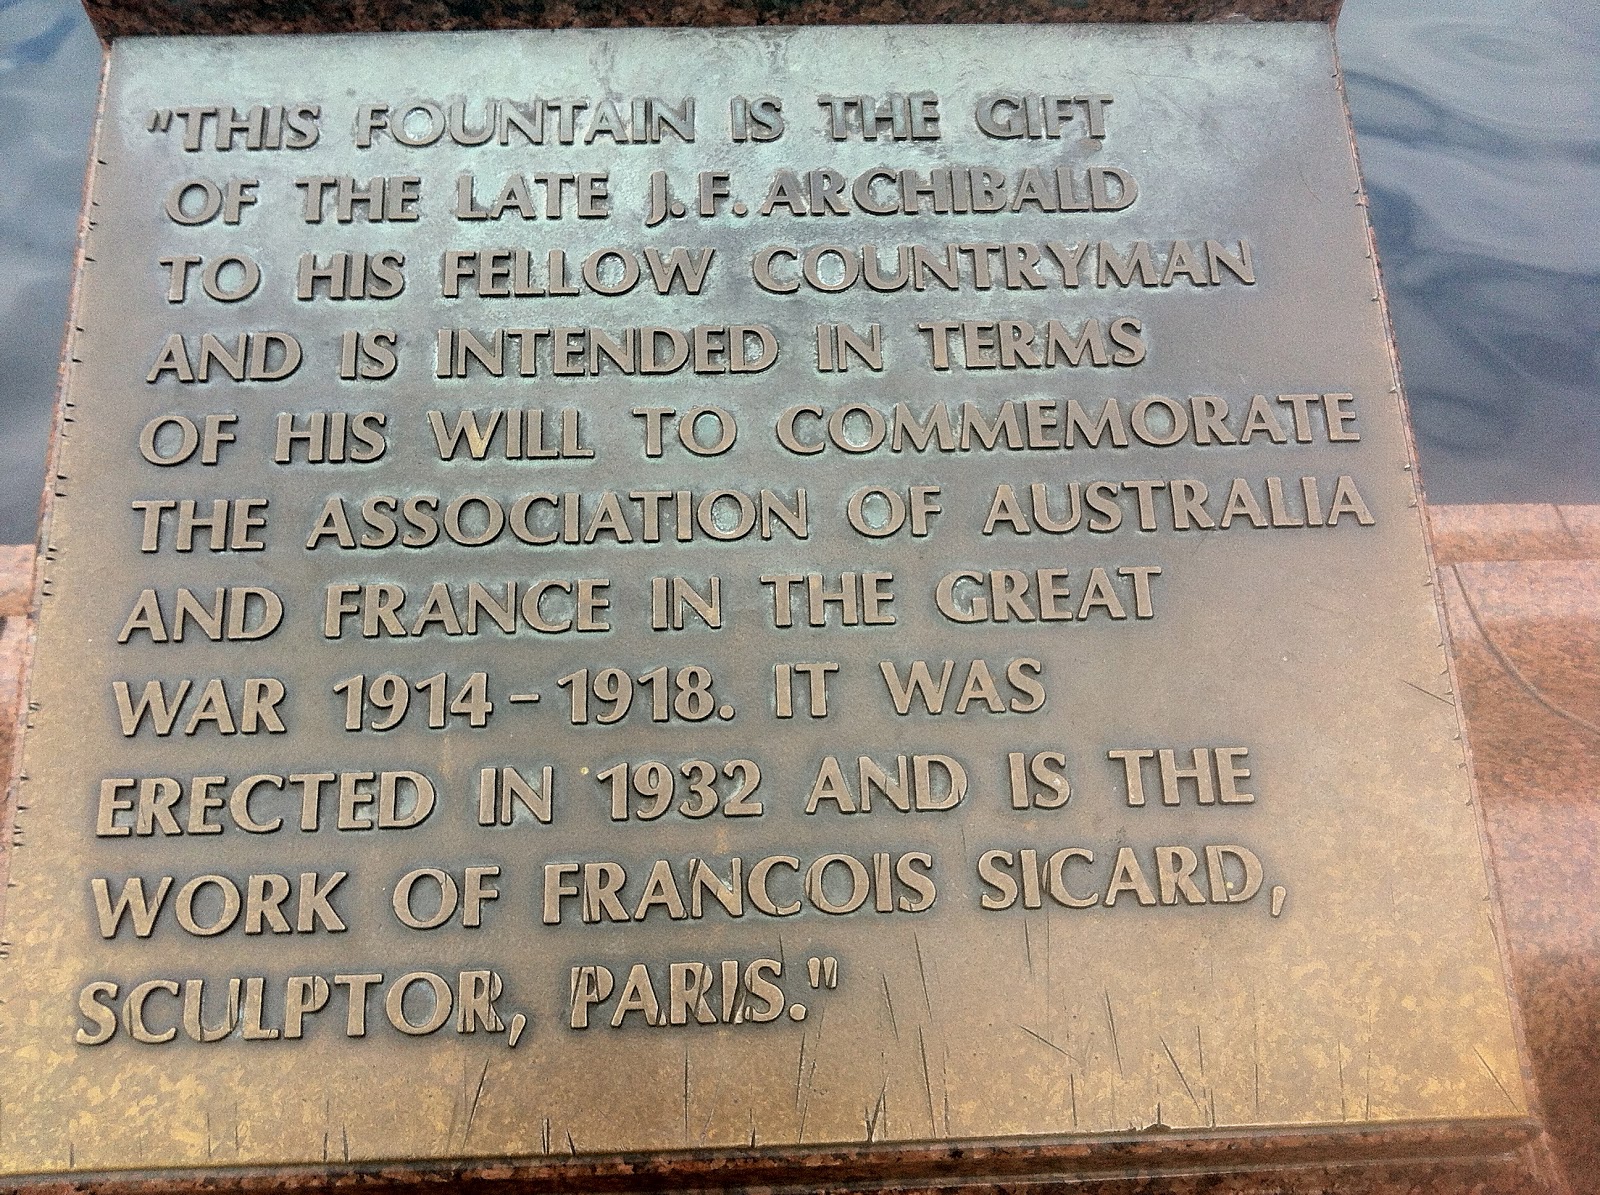 "THIS FOUNTAIN IS THE GIFT
OF THE LATE J.F. ARCHIBALD
TO HIS FELLOW COUNTRYMAN
AND IS INTENDED IN TERMS
OF HIS WILL TO COMMEMORATE
THE ASSOCIATION OF AUSTRALIA
AND FRANCE IN THE GREAT
WAR 1914 - 1918. IT WAS
ERECTED IN 1932 AND IS THE
WORK OF FRANCOIS SICARD,
SCULPTOR, PARIS."